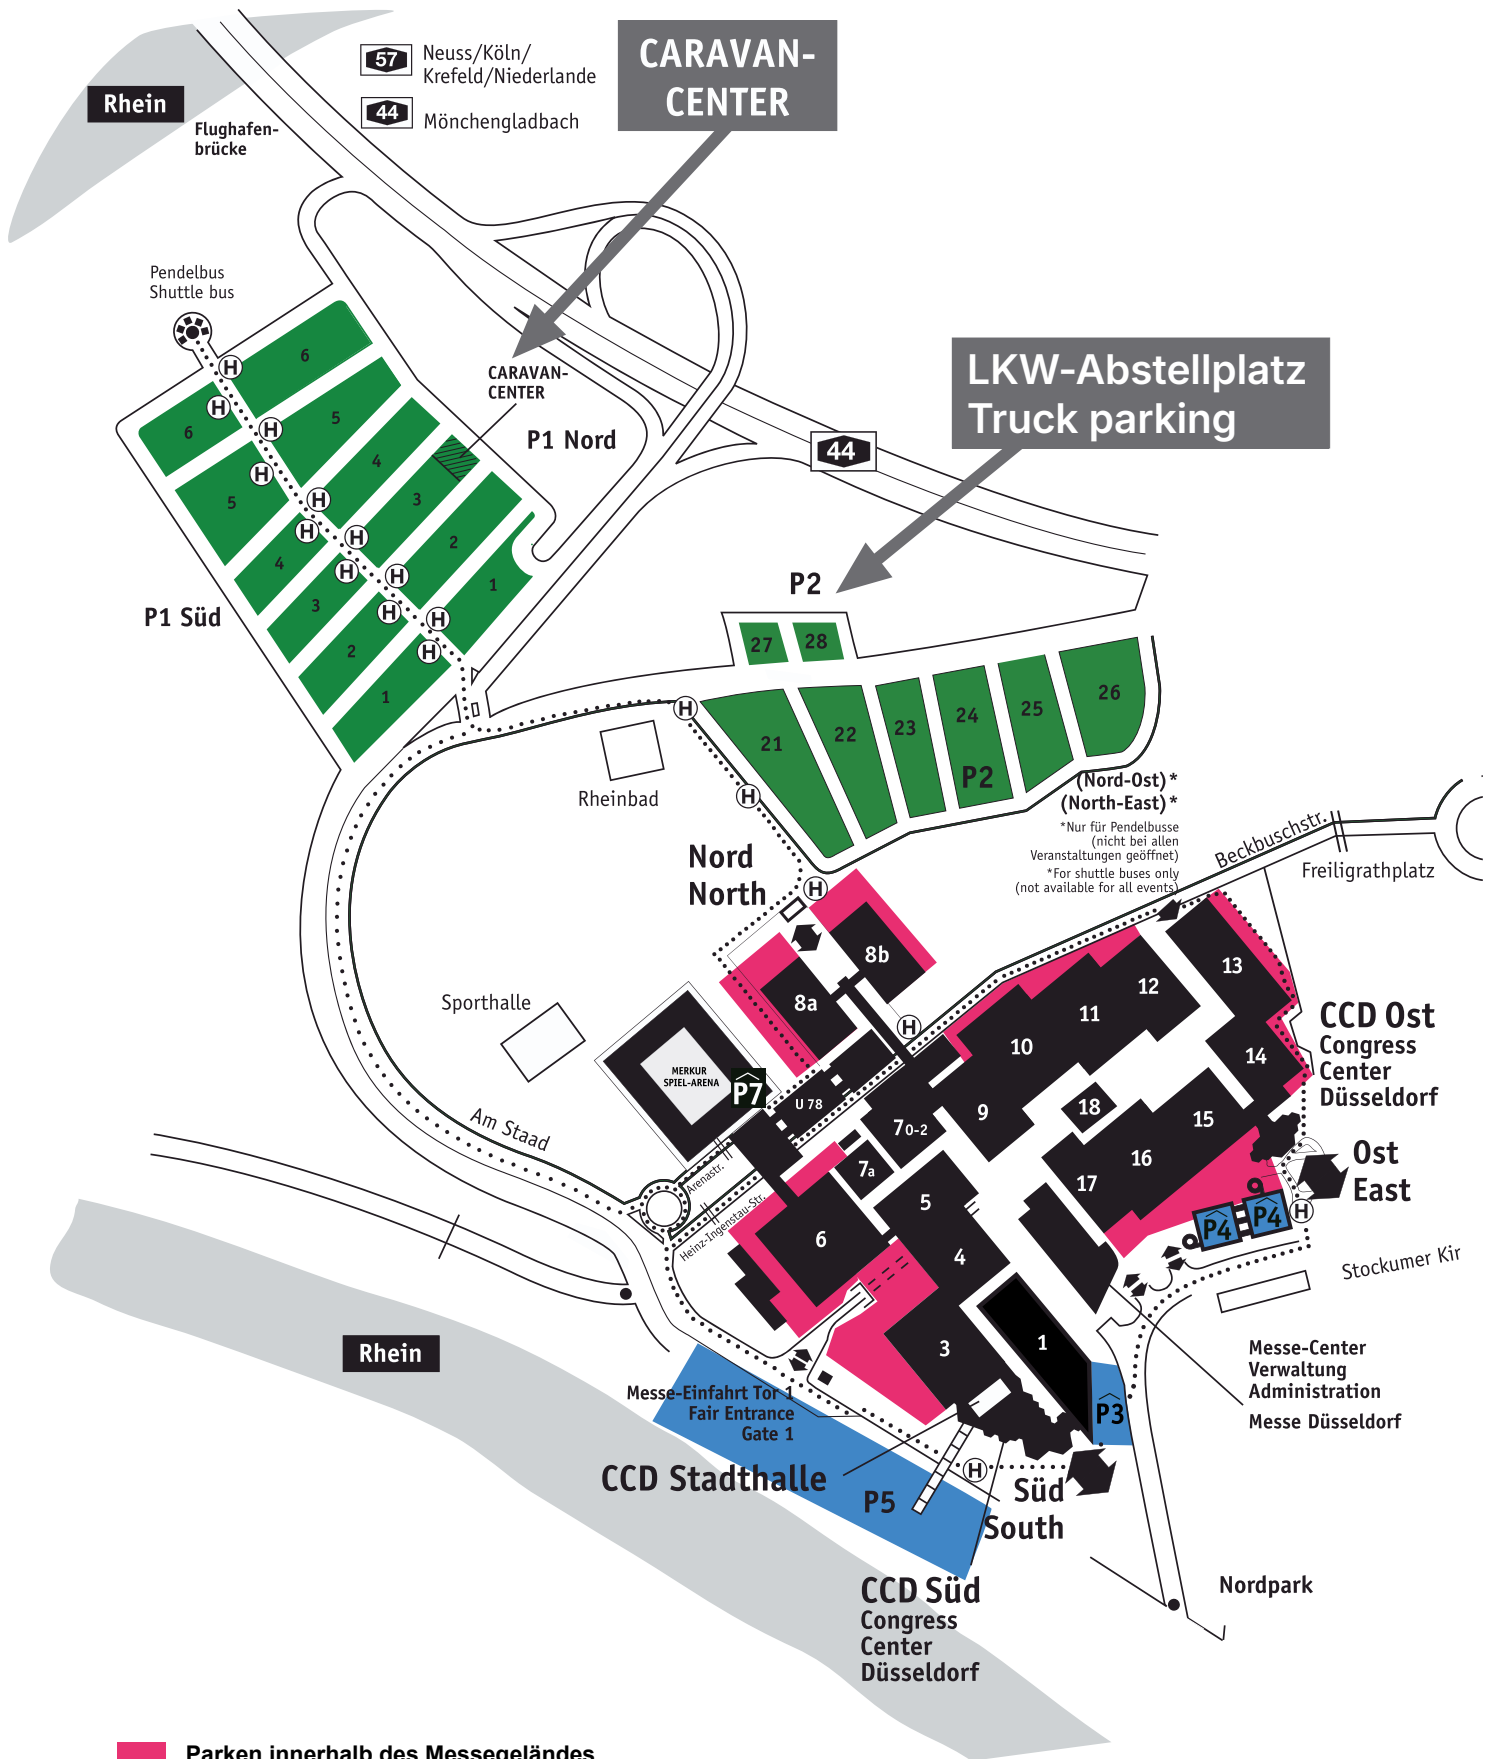 57
Neuss/Köln/
Krefeld/Niederlande
44
Mönchengladbach
CARAVAN-
CENTER
Rhein
Flughafen-
brücke
Pendelbus
Shuttle bus
CARAVAN-
CENTER
P1 Nord
P1 Süd
LKW-Abstellplatz
Truck parking
44
6
6
5
5
4
4
3
3
2
2
1
1
H
H
H
H
H
H
H
H
H
H
H
H
P2
27
28
21
22
23
24
25
26
P2
(Nord-Ost)*
(North-East)*
*Nur für Pendelbusse
(nicht bei allen
Veranstaltungen geöffnet)
*For shuttle buses only
(not available for all events)
H
H
H
H
Rheinbad
Nord
North
Beckbuschstr.
Freiligrathplatz
Sporthalle
MERKUR
SPIEL-ARENA
P7
U 78
8a
8b
7 0-2
7a
9
10
11
12
13
14
15
16
17
18
5
6
4
3
1
CCD Ost
Congress
Center
Düsseldorf
Ost
East
H
P4
P4
Stockumer Kir
Am Staad
Arenastr.
Heinz-Ingenstau-Str.
Rhein
Messe-Einfahrt Tor 1
Fair Entrance
Gate 1
CCD Stadthalle
P5
P3
H
Süd
South
Messe-Center
Verwaltung
Administration
Messe Düsseldorf
CCD Süd
Congress
Center
Düsseldorf
Nordpark
Parken innerhalb des Messegeländes